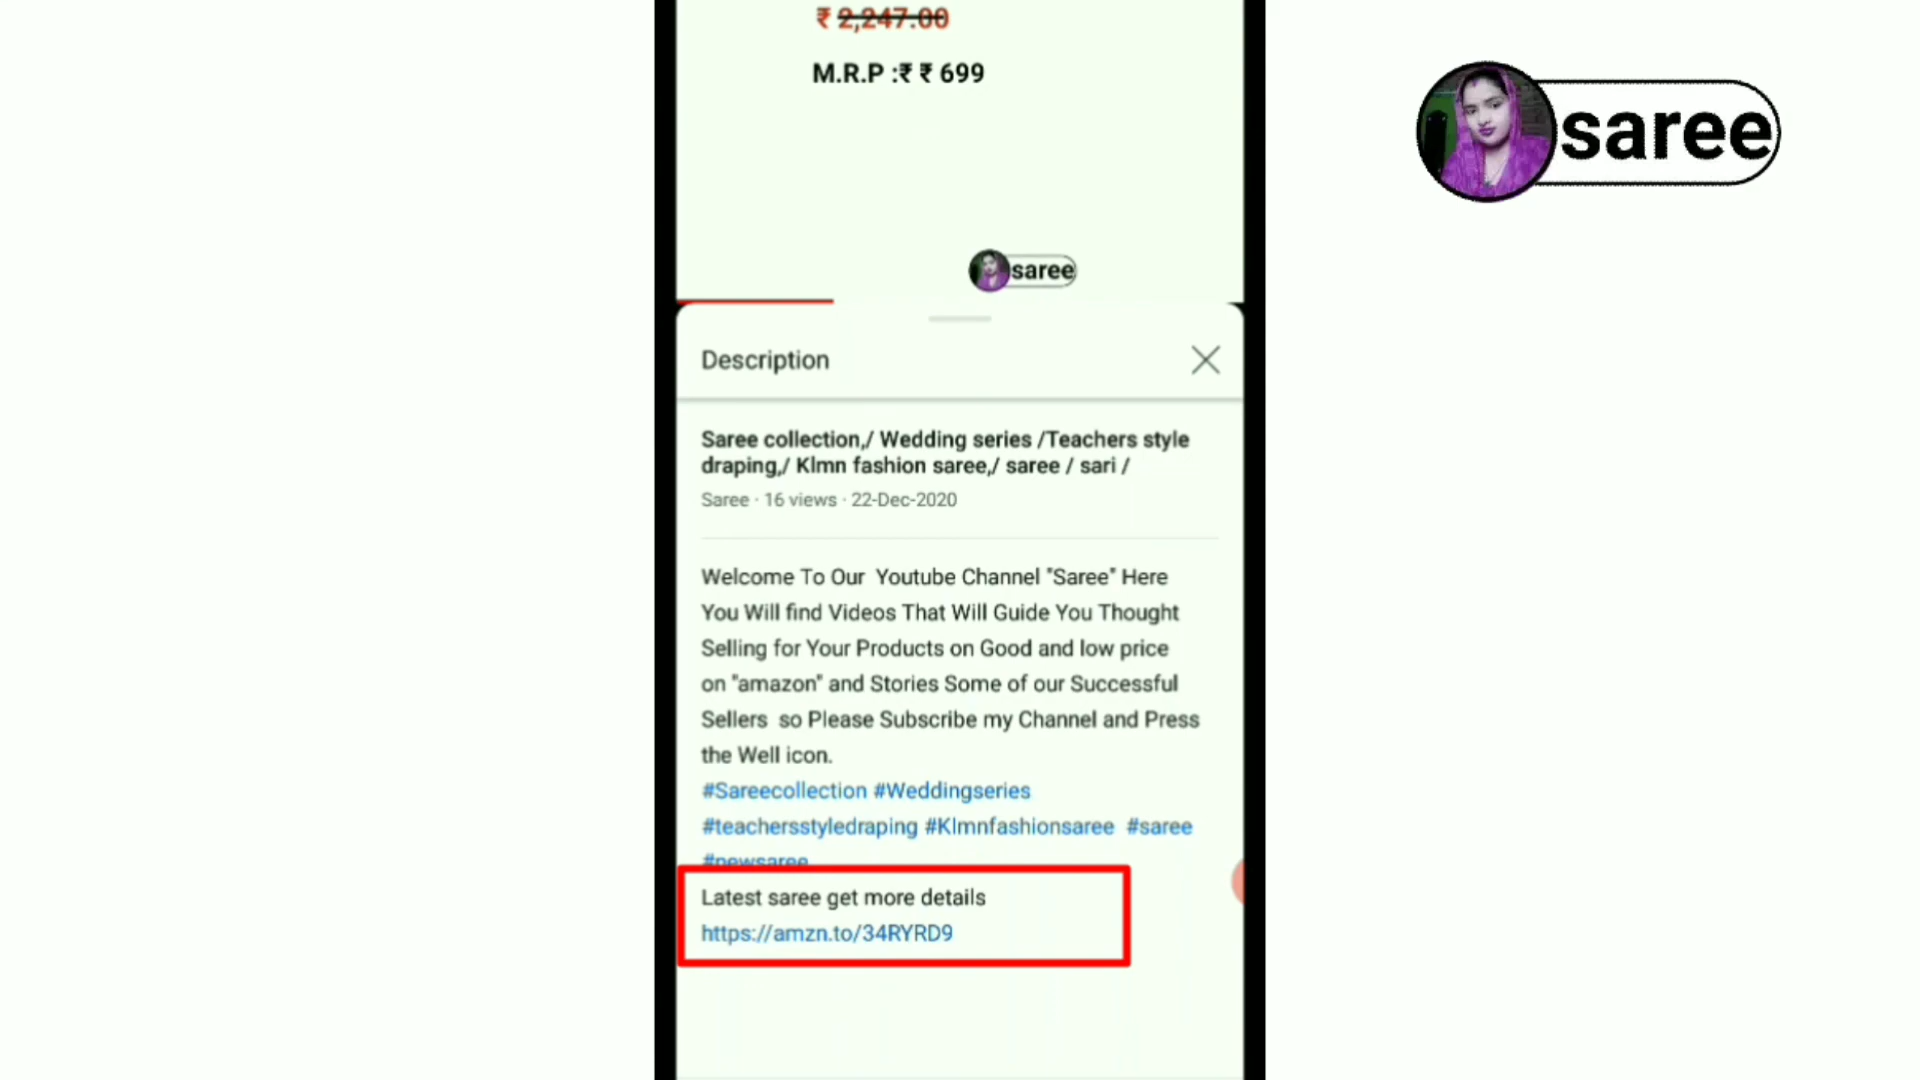 ₹ 2,247.00
M.R.P :₹ ₹ 699
saree
saree
Description
Saree collection,/ Wedding series /Teachers style
draping,/ Klmn fashion saree,/ saree / sari /
Saree · 16 views · 22-Dec-2020
Welcome To Our Youtube Channel "Saree" Here
You Will find Videos That Will Guide You Thought
Selling for Your Products on Good and low price
on "amazon" and Stories Some of our Successful
Sellers so Please Subscribe my Channel and Press
the Well icon.
#Sareecollection #Weddingseries
#teachersstyledraping #Klmnfashionsaree #saree
#newsaree
Latest saree get more details
https://amzn.to/34RYRD9